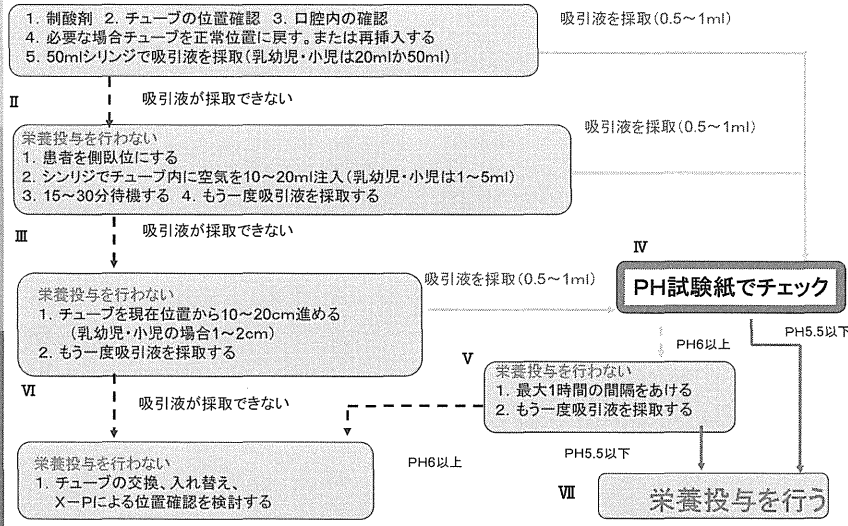 1. 制酸剤 2. チューブの位置確認 3. 口腔内の確認
4. 必要な場合チューブを正常位置に戻す。または再挿入する
5. 50mlシリンジで吸引液を採取(乳幼児・小児は20mlか50ml)
吸引液を採取(0.5~1ml)
Ⅱ
吸引液が採取できない
吸引液を採取(0.5~1ml)
栄養投与を行わない
1. 患者を側臥位にする
2. シンリジでチューブ内に空気を10~20ml注入(乳幼児・小児は1~5ml)
3. 15~30分待機する 4. もう一度吸引液を採取する
Ⅲ
吸引液が採取できない
Ⅳ
吸引液を採取(0.5~1ml)
PH試験紙でチェック
栄養投与を行わない
1. チューブを現在位置から10~20cm進める
(乳幼児・小児の場合1~2cm)
2. もう一度吸引液を採取する
PH6以上
PH5.5以下
Ⅴ
栄養投与を行わない
1. 最大1時間の間隔をあける
2. もう一度吸引液を採取する
Ⅵ
吸引液が採取できない
PH6以上
PH5.5以下
栄養投与を行わない
1. チューブの交換、入れ替え、
X-Pによる位置確認を検討する
Ⅶ
栄養投与を行う